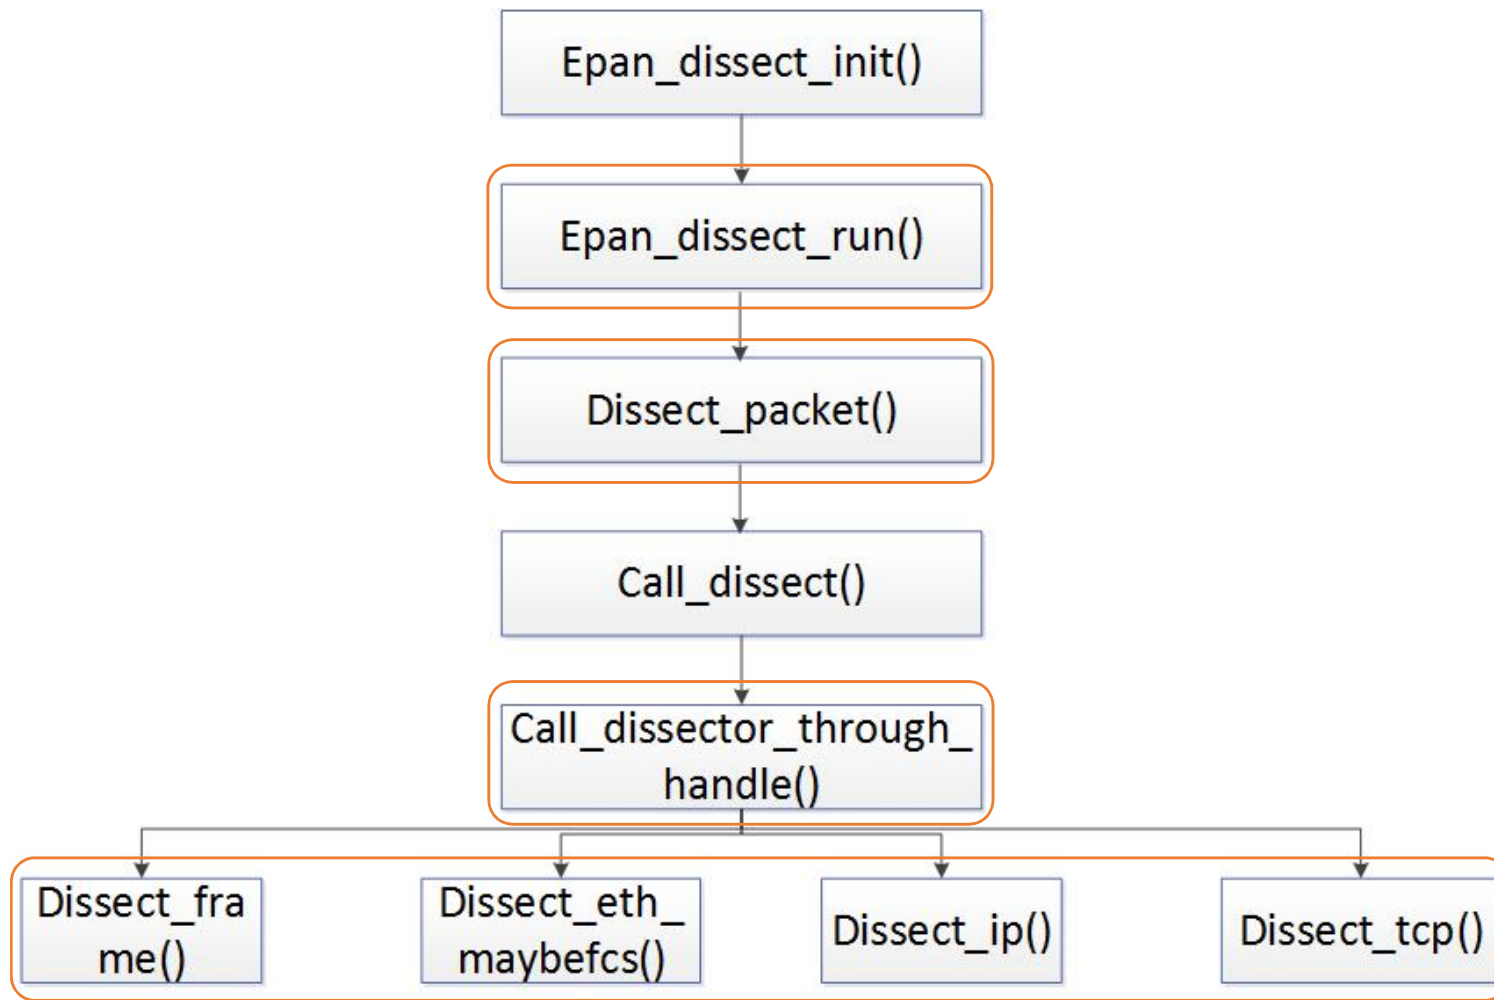 Epan_dissect_init()
Epan_dissect_run()
Dissect_packet()
Call_dissect()
Call_dissector_through_
handle()
Dissect_fra
me()
Dissect_eth_
maybefcs()
Dissect_ip()
Dissect_tcp()